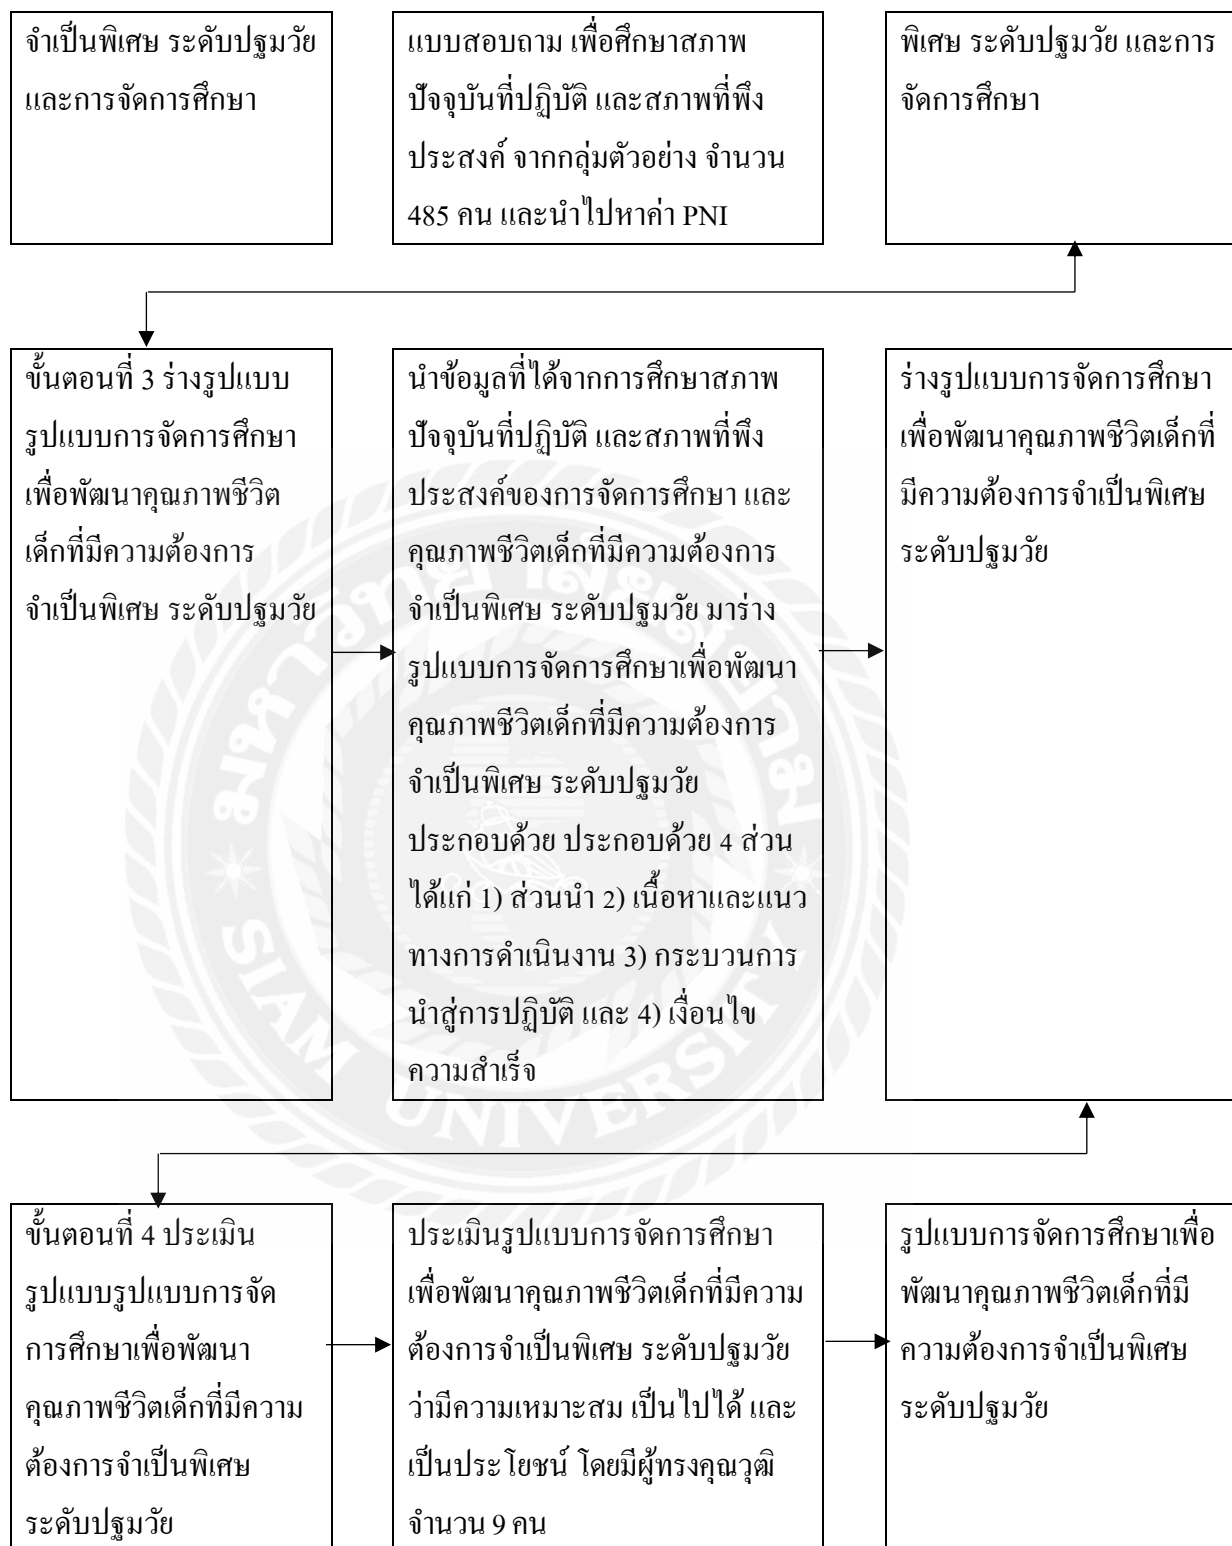 จำเป็นพิเศษ ระดับปฐมวัย
และการจัดการศึกษา
แบบสอบถาม เพื่อศึกษาสภาพ
ปัจจุบันที่ปฏิบัติ และสภาพที่พึง
ประสงค์ จากกลุ่มตัวอย่าง จำนวน
485 คน และนำไปหาค่า PNI
พิเศษ ระดับปฐมวัย และการ
จัดการศึกษา
ขั้นตอนที่ 3 ร่างรูปแบบ
รูปแบบการจัดการศึกษา
เพื่อพัฒนาคุณภาพชีวิต
เด็กที่มีความต้องการ
จำเป็นพิเศษ ระดับปฐมวัย
นำข้อมูลที่ได้จากการศึกษาสภาพ
ปัจจุบันที่ปฏิบัติ และสภาพที่พึง
ประสงค์ของการจัดการศึกษา และ
คุณภาพชีวิตเด็กที่มีความต้องการ
จำเป็นพิเศษ ระดับปฐมวัย มาร่าง
รูปแบบการจัดการศึกษาเพื่อพัฒนา
คุณภาพชีวิตเด็กที่มีความต้องการ
จำเป็นพิเศษ ระดับปฐมวัย
ประกอบด้วย ประกอบด้วย 4 ส่วน
ได้แก่ 1) ส่วนนำ 2) เนื้อหาและแนว
ทางการดำเนินงาน 3) กระบวนการ
นำสู่การปฏิบัติ และ 4) เงื่อนไข
ความสำเร็จ
ร่างรูปแบบการจัดการศึกษา
เพื่อพัฒนาคุณภาพชีวิตเด็กที่
มีความต้องการจำเป็นพิเศษ
ระดับปฐมวัย
ขั้นตอนที่ 4 ประเมิน
รูปแบบรูปแบบการจัด
การศึกษาเพื่อพัฒนา
คุณภาพชีวิตเด็กที่มีความ
ต้องการจำเป็นพิเศษ
ระดับปฐมวัย
ประเมินรูปแบบการจัดการศึกษา
เพื่อพัฒนาคุณภาพชีวิตเด็กที่มีความ
ต้องการจำเป็นพิเศษ ระดับปฐมวัย
ว่ามีความเหมาะสม เป็นไปได้ และ
เป็นประโยชน์ โดยมีผู้ทรงคุณวุฒิ
จำนวน 9 คน
รูปแบบการจัดการศึกษาเพื่อ
พัฒนาคุณภาพชีวิตเด็กที่มี
ความต้องการจำเป็นพิเศษ
ระดับปฐมวัย
มหาวิทยาลัยสยาม
SIAM UNIVERSITY